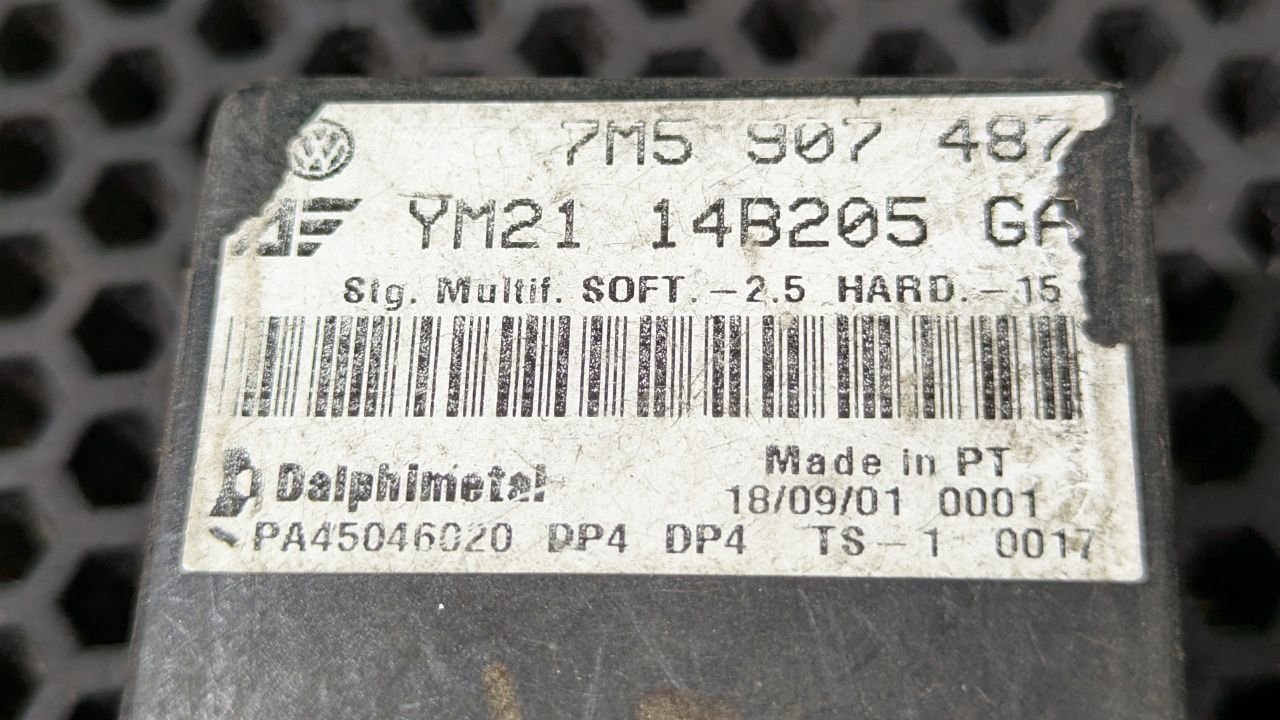 7M5 907 487
YM21 14B205 GA
Stg. Multif. SOFT. -2.5 HARD. -15
Dalphimetal
Made in PT
18/09/01 0001
PA45046020 DP4 DP4 TS-1 0017